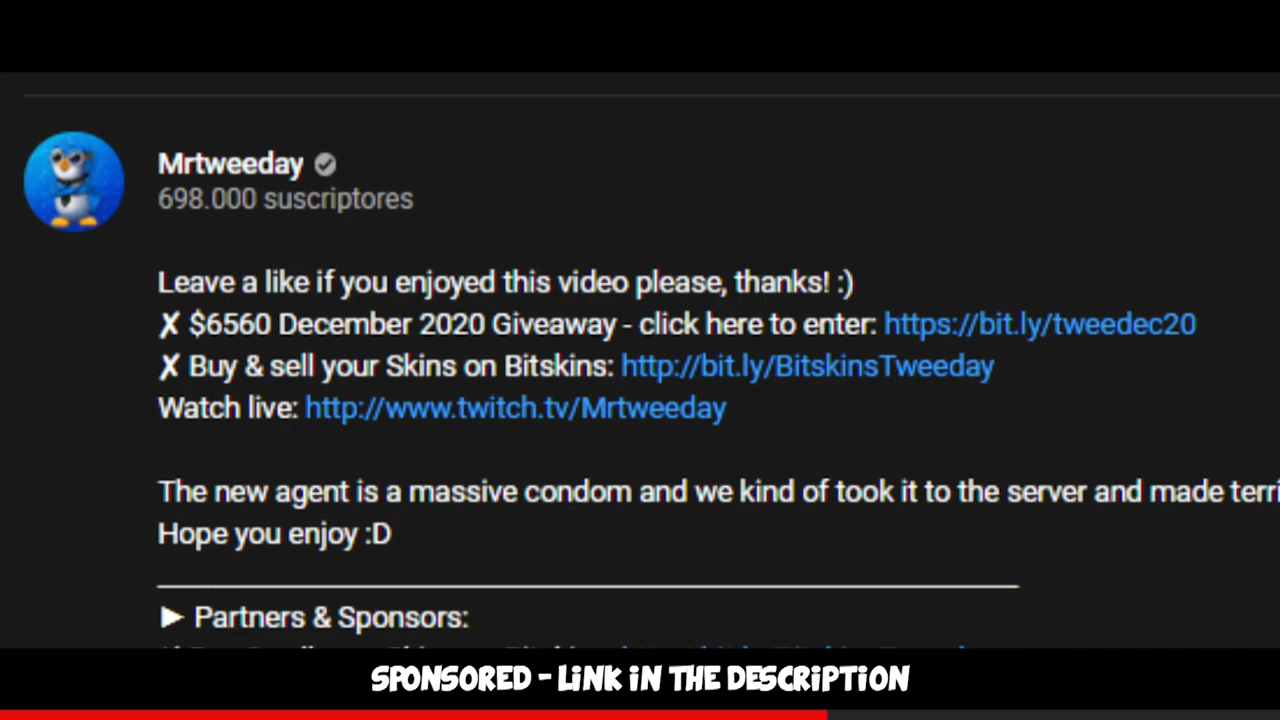 Mrtweeday
698.000 suscriptores
Leave a like if you enjoyed this video please, thanks! :)
✘ $6560 December 2020 Giveaway - click here to enter: https://bit.ly/tweedec20
✘ Buy & sell your Skins on Bitskins: http://bit.ly/BitskinsTweeday
Watch live: http://www.twitch.tv/Mrtweeday
The new agent is a massive condom and we kind of took it to the server and made
Hope you enjoy :D
► Partners & Sponsors:
SPONSORED - LINK IN THE DESCRIPTION